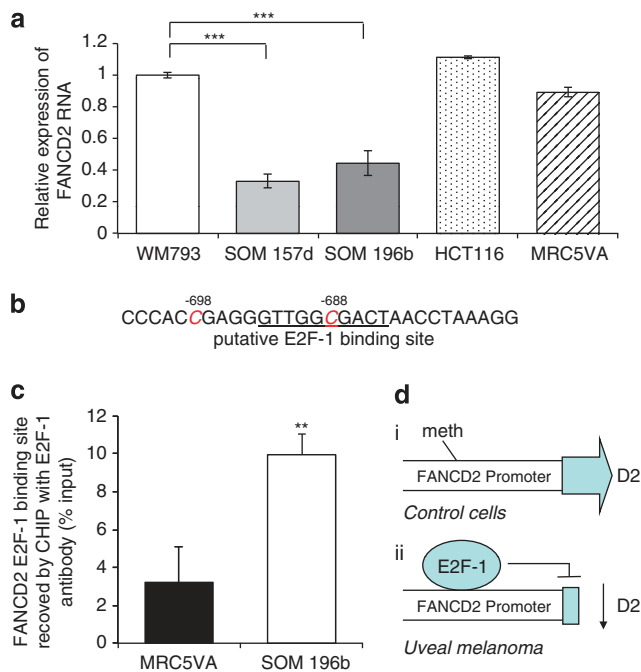 a
***
***
Relative expression of
FANCD2 RNA
1.2
1
0.8
0.6
0.4
0.2
0
WM793 SOM 157d SOM 196b HCT116 MRC5VA
b
-698 -688
CCCACCGAGGGTTGGCGACTAACCTAAAGG
putative E2F-1 binding site
c
FANCD2 E2F-1 binding site
recoved by CHIP with E2F-1
antibody (% input)
12
10
8
6
4
2
0
**
MRC5VA SOM 196b
d
i
meth
FANCD2 Promoter
D2
Control cells
ii
E2F-1
FANCD2 Promoter
D2
Uveal melanoma